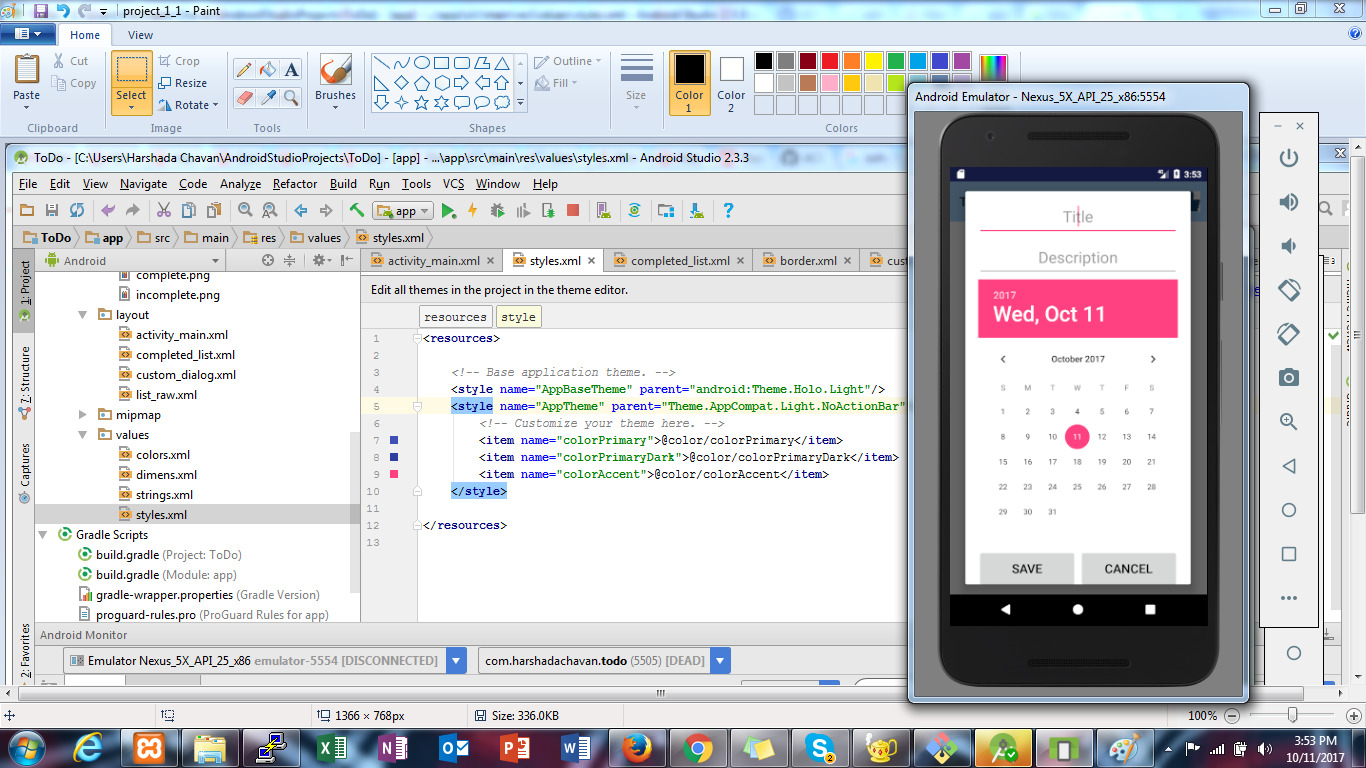 project_1_1 - Paint
Home
View
Paste
Cut
Copy
Clipboard
Select
Crop
Resize
Rotate
Image
Tools
Brushes
Shapes
Outline
Fill
Size
Color 1
Color 2
Colors
Android Emulator - Nexus_5X_API_25_x86:5554
ToDo - [C:\Users\Harshada Chavan\AndroidStudioProjects\ToDo] - [app] - ...\app\src\main\res\values\styles.xml - Android Studio 2.3.3
File Edit View Navigate Code Analyze Refactor Build Run Tools VCS Window Help
app
ToDo app src main res values styles.xml
Android
activity_main.xml styles.xml completed_list.xml border.xml
1: Project
Z: Structure
Captures
2: Favorites
complete.png
incomplete.png
layout
activity_main.xml
completed_list.xml
custom_dialog.xml
list_raw.xml
mipmap
values
colors.xml
dimens.xml
strings.xml
styles.xml
Gradle Scripts
build.gradle (Project: ToDo)
build.gradle (Module: app)
gradle-wrapper.properties (Gradle Version)
proguard-rules.pro (ProGuard Rules for app)
Edit all themes in the project in the theme editor.
resources style
1 <resources>
2
3 <!-- Base application theme. -->
4 <style name="AppBaseTheme" parent="android:Theme.Holo.Light"/>
5 <style name="AppTheme" parent="Theme.AppCompat.Light.NoActionBar"
6 <!-- Customize your theme here. -->
7 <item name="colorPrimary">@color/colorPrimary</item>
8 <item name="colorPrimaryDark">@color/colorPrimaryDark</item>
9 <item name="colorAccent">@color/colorAccent</item>
10 </style>
11
12 </resources>
13
Android Monitor
Emulator Nexus_5X_API_25_x86 emulator-5554 [DISCONNECTED]
com.harshadachavan.todo (5505) [DEAD]
3:53
Title
Description
2017
Wed, Oct 11
October 2017
S M T W T F S
1 2 3 4 5 6 7
8 9 10 11 12 13 14
15 16 17 18 19 20 21
22 23 24 25 26 27 28
29 30 31
SAVE CANCEL
1366 × 768px
Size: 336.0KB
100%
3:53 PM
10/11/2017